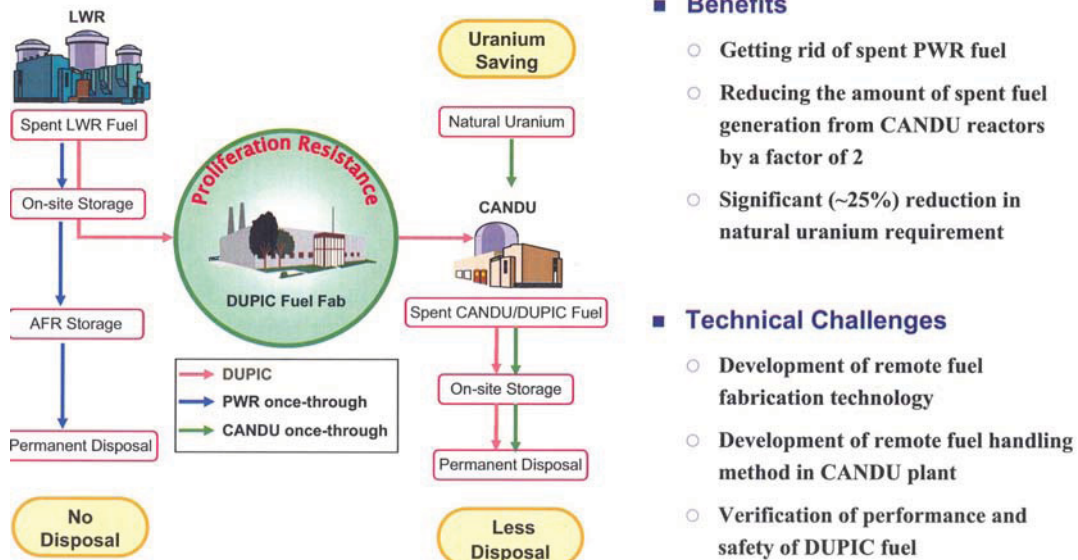 LWR
Spent LWR Fuel
On-site Storage
AFR Storage
Permanent Disposal
No
Disposal
Proliferation Resistance
DUPIC Fuel Fab
DUPIC
PWR once-through
CANDU once-through
Uranium
Saving
Natural Uranium
CANDU
Spent CANDU/DUPIC Fuel
On-site Storage
Permanent Disposal
Less
Disposal
Benefits
Getting rid of spent PWR fuel
Reducing the amount of spent fuel
generation from CANDU reactors
by a factor of 2
Significant (~25%) reduction in
natural uranium requirement
Technical Challenges
Development of remote fuel
fabrication technology
Development of remote fuel handling
method in CANDU plant
Verification of performance and
safety of DUPIC fuel